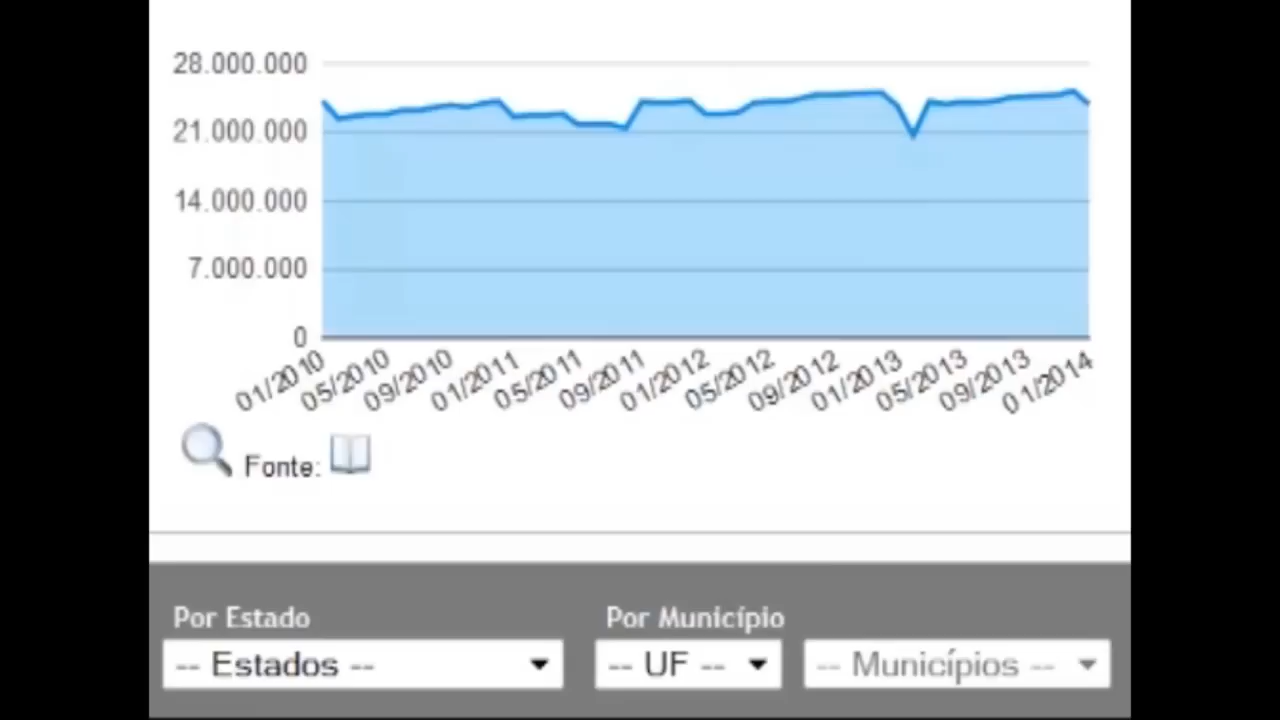 28.000.000
21.000.000
14.000.000
7.000.000
0
01/2010 05/2010 09/2010 01/2011 05/2011 09/2011 01/2012 05/2012 09/2012 01/2013 05/2013 09/2013 01/2014
Fonte:
Por Estado Por Município
-- Estados -- -- UF -- -- Municípios --